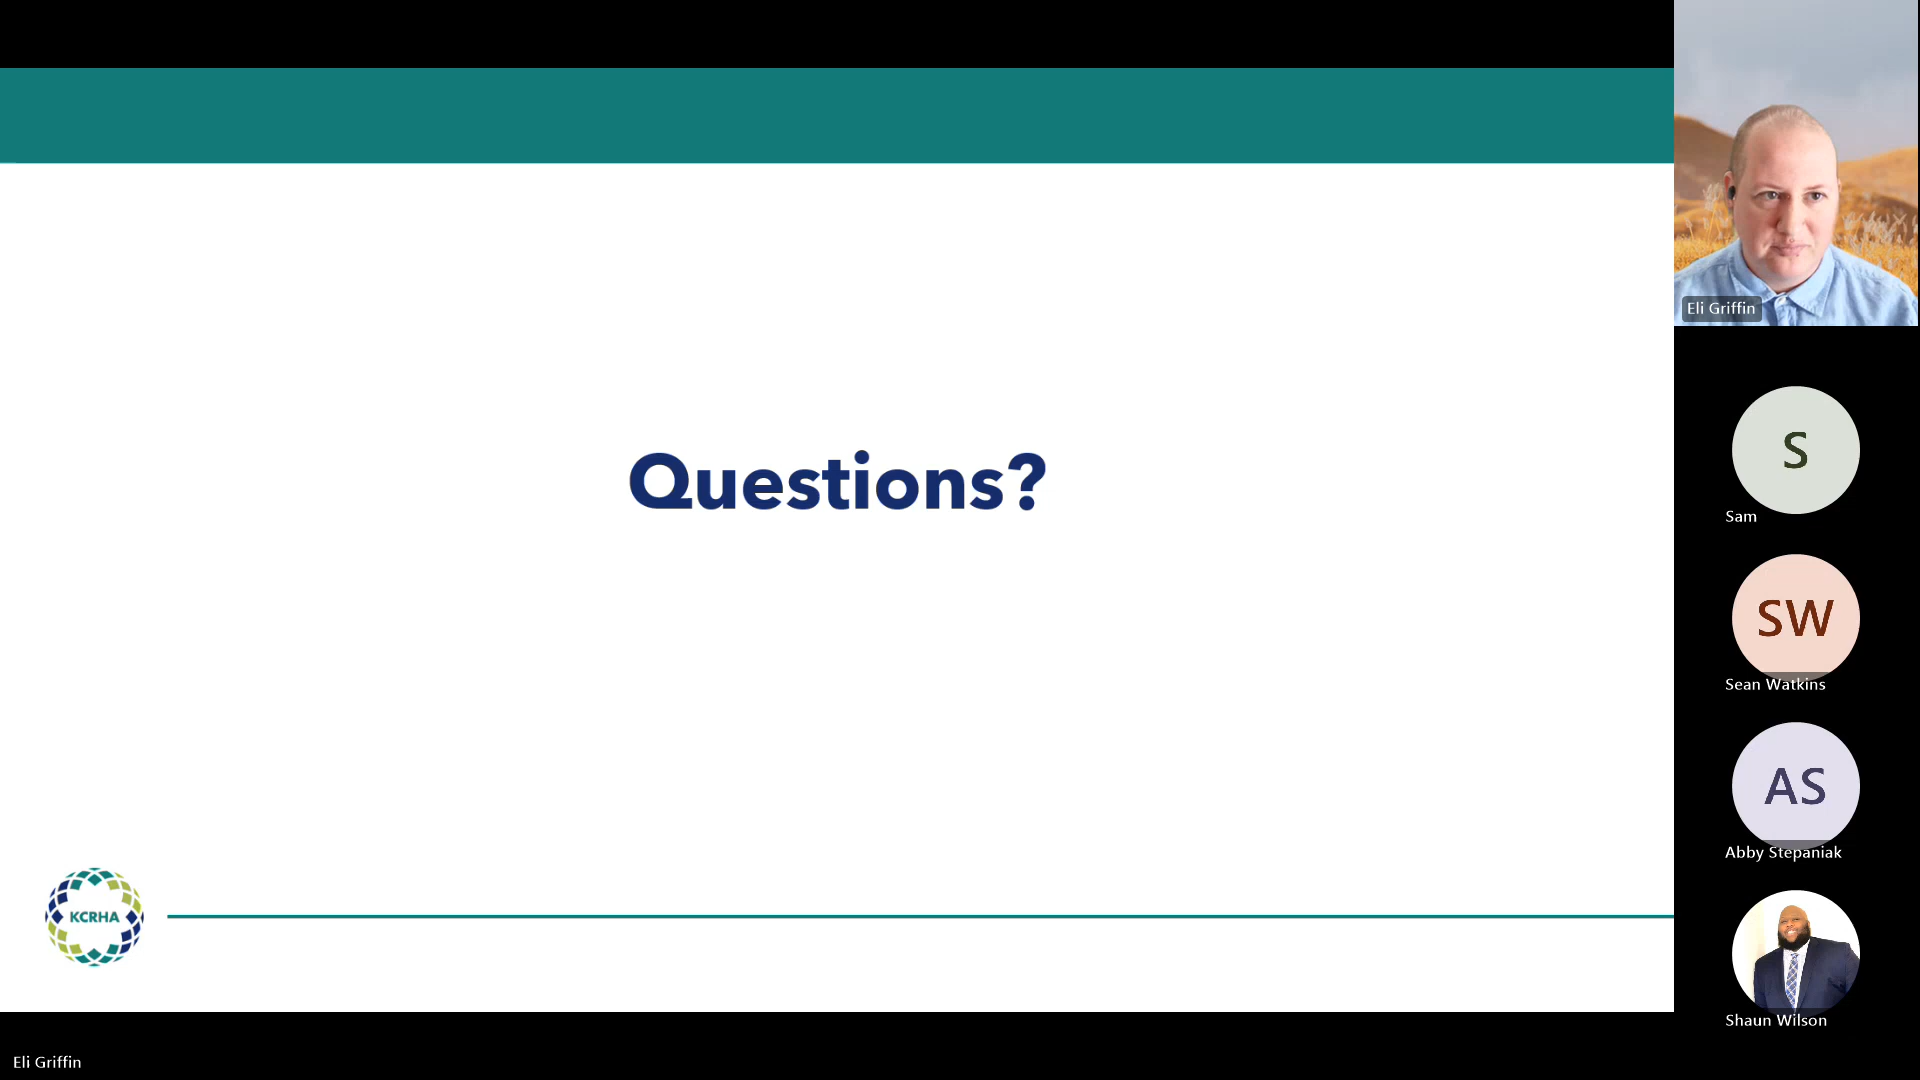 Questions?
KCRHA
Eli Griffin
Eli Griffin
S
Sam
SW
Sean Watkins
AS
Abby Stepaniak
Shaun Wilson